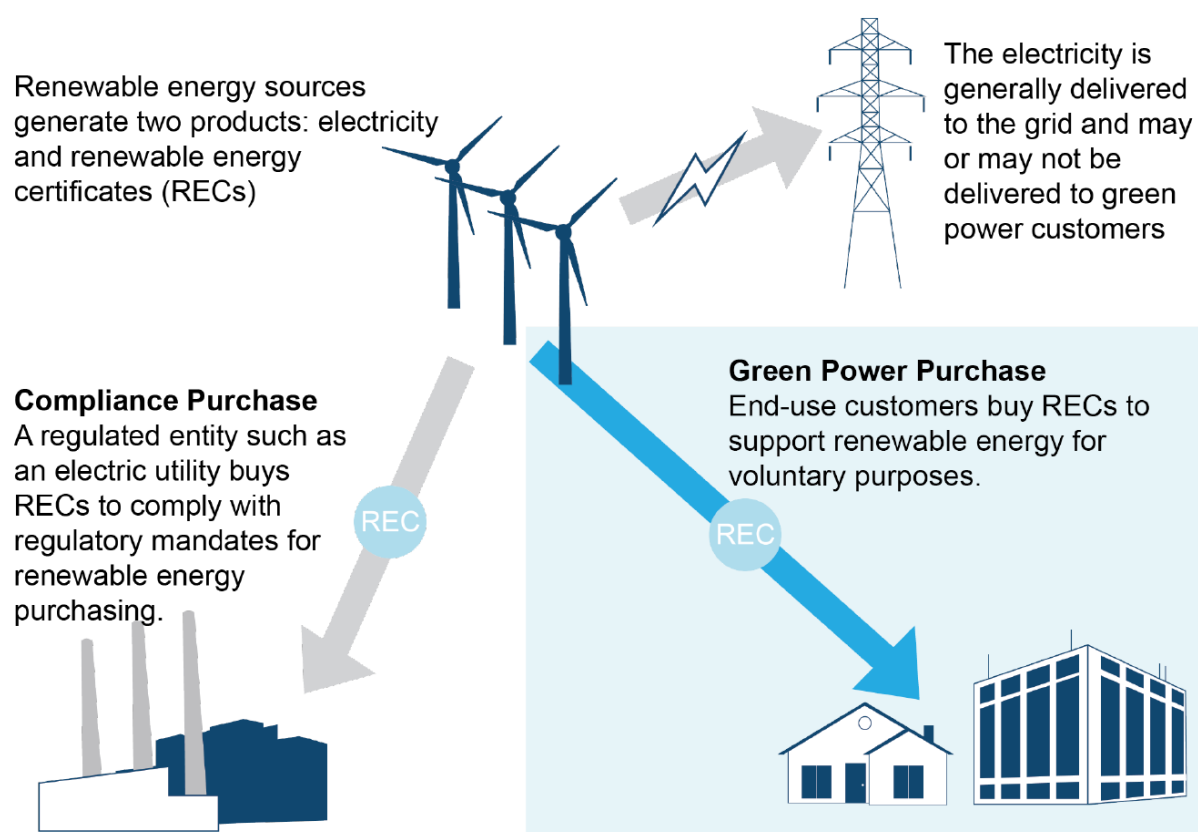 Renewable energy sources
generate two products: electricity
and renewable energy
certificates (RECs)
The electricity is
generally delivered
to the grid and may
or may not be
delivered to green
power customers
Compliance Purchase
A regulated entity such as
an electric utility buys
RECs to comply with
regulatory mandates for
renewable energy
purchasing.
REC
Green Power Purchase
End-use customers buy RECs to
support renewable energy for
voluntary purposes.
REC